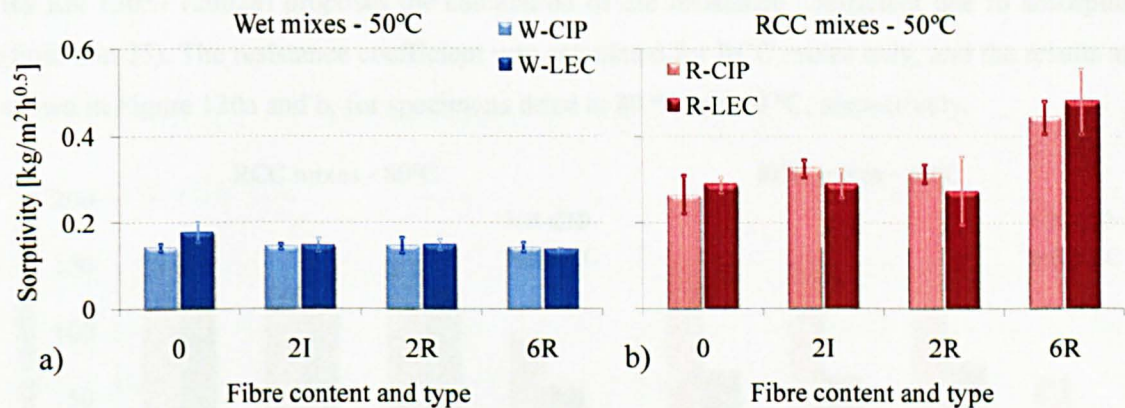 Wet mixes - 50ºC
W-CIP
W-LEC
Sorptivity [kg/m²h⁰·⁵]
0.6
0.4
0.2
0
a)
0
2I
2R
6R
Fibre content and type
RCC mixes - 50ºC
R-CIP
R-LEC
b)
0
2I
2R
6R
Fibre content and type